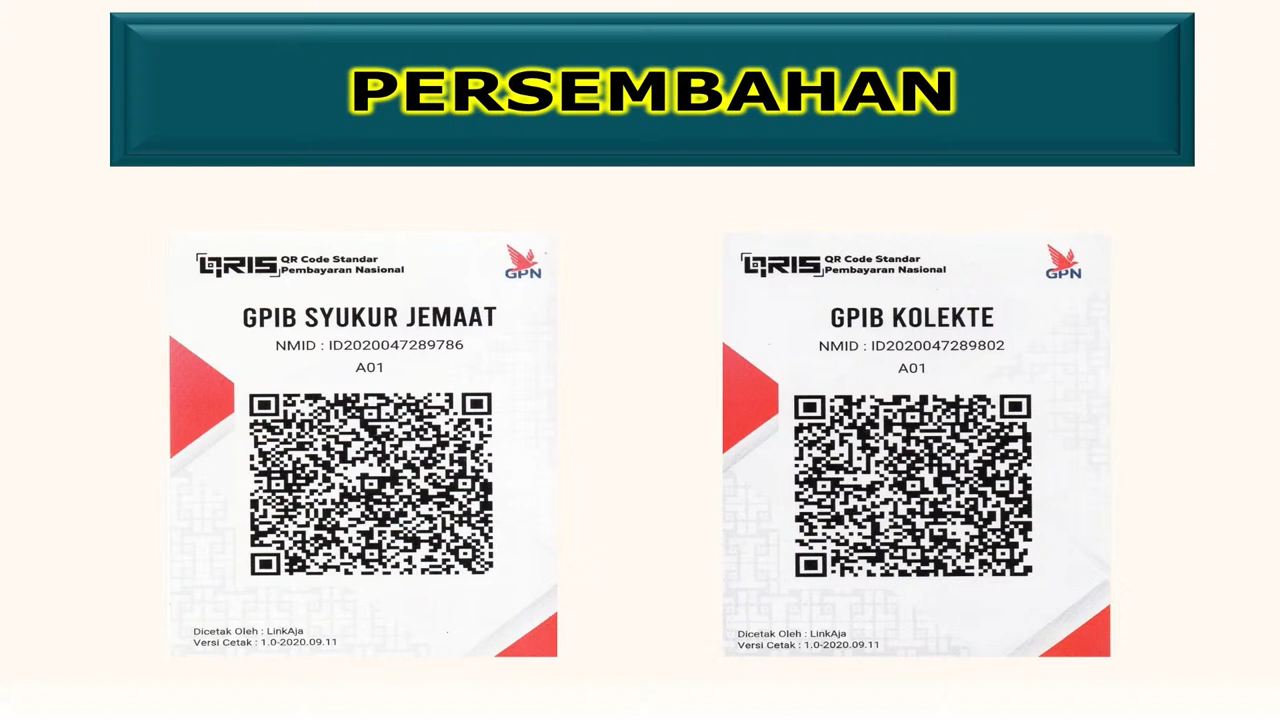 PERSEMBAHAN
QRIS QR Code Standar
Pembayaran Nasional
GPN
GPIB SYUKUR JEMAAT
NMID : ID2020047289786
A01
Dicetak Oleh : LinkAja
Versi Cetak : 1.0-2020.09.11
QRIS QR Code Standar
Pembayaran Nasional
GPN
GPIB KOLEKTE
NMID : ID2020047289802
A01
Dicetak Oleh : LinkAja
Versi Cetak : 1.0-2020.09.11